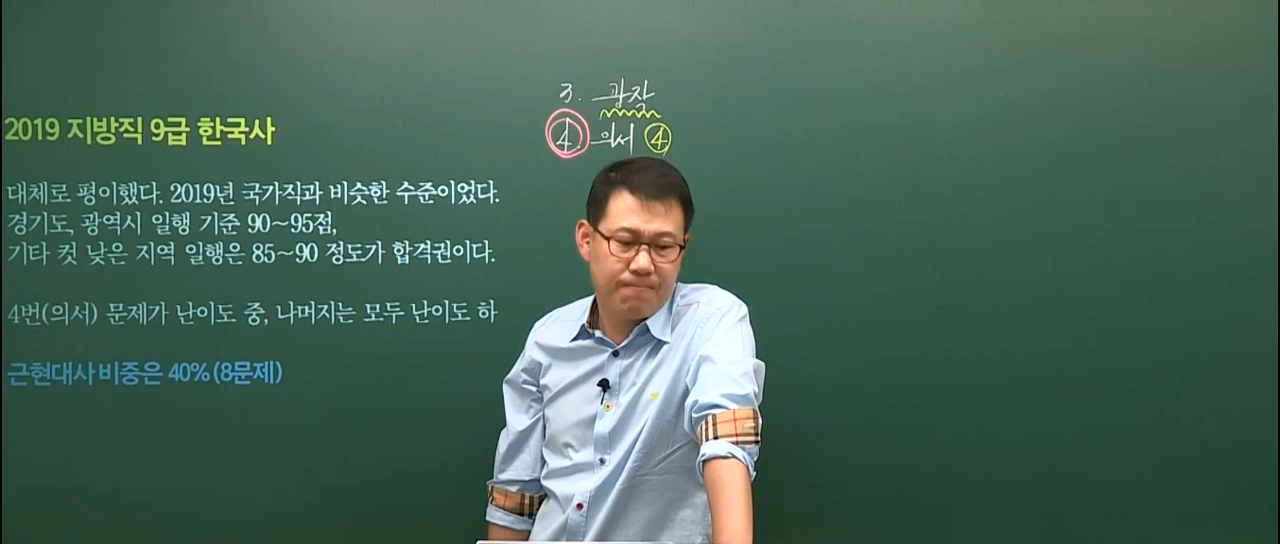 3. 광작
4. 의서 ④
2019 지방직 9급 한국사
대체로 평이했다. 2019년 국가직과 비슷한 수준이었다.
경기도, 광역시 일행 기준 90~95점,
기타 컷 낮은 지역 일행은 85~90 정도가 합격권이다.
4번(의서) 문제가 난이도 중, 나머지는 모두 난이도 하
근현대사 비중은 40% (8문제)